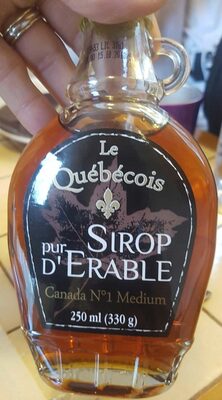 Le
Québécois
pur SIROP
D'ERABLE
Canada N°1 Medium
250 ml (330 g)